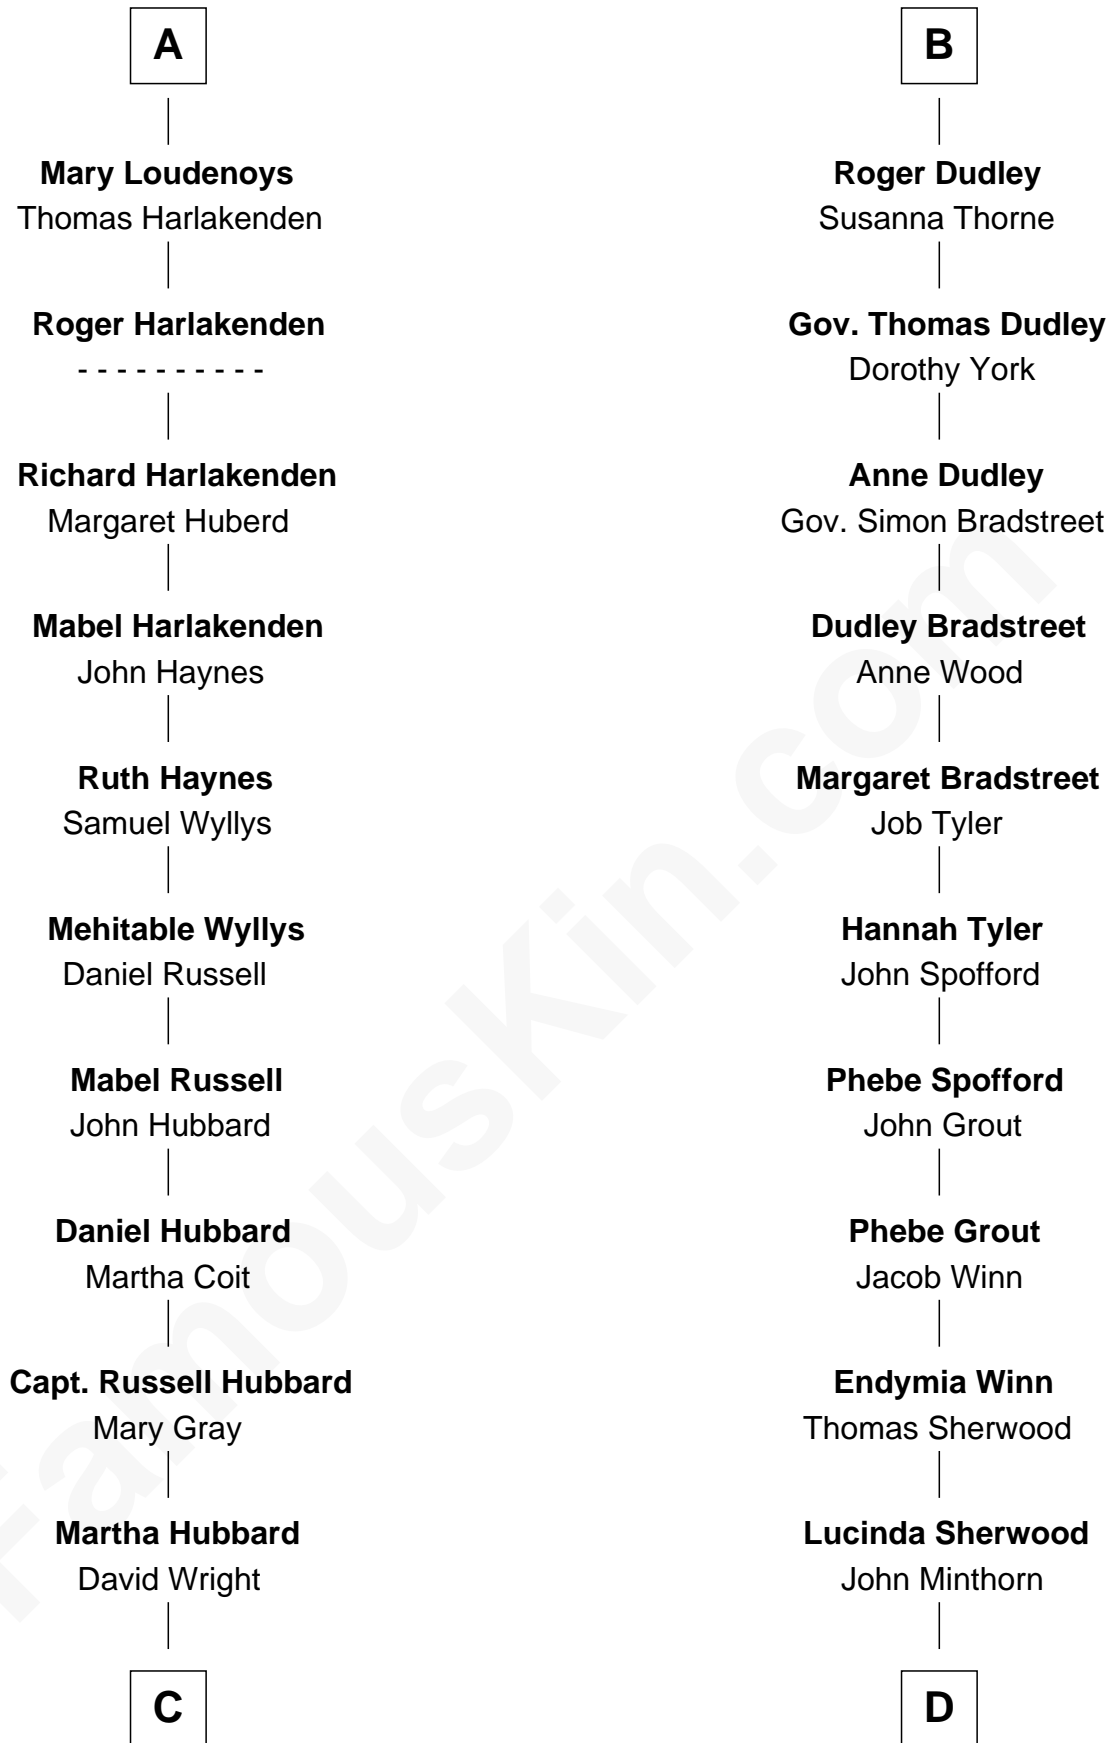 A
Mary Loudenoys
Thomas Harlakenden
Roger Harlakenden
- - - - - - - - - -
Richard Harlakenden
Margaret Huberd
Mabel Harlakenden
John Haynes
Ruth Haynes
Samuel Wyllys
Mehitable Wyllys
Daniel Russell
Mabel Russell
John Hubbard
Daniel Hubbard
Martha Coit
Capt. Russell Hubbard
Mary Gray
Martha Hubbard
David Wright
C
B
Roger Dudley
Susanna Thorne
Gov. Thomas Dudley
Dorothy York
Anne Dudley
Gov. Simon Bradstreet
Dudley Bradstreet
Anne Wood
Margaret Bradstreet
Job Tyler
Hannah Tyler
John Spofford
Phebe Spofford
John Grout
Phebe Grout
Jacob Winn
Endymia Winn
Thomas Sherwood
Lucinda Sherwood
John Minthorn
D
FamousKin.com